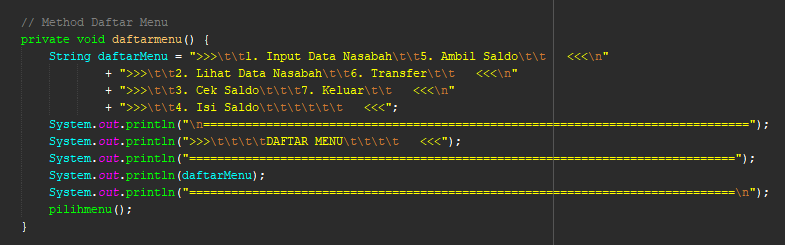 // Method Daftar Menu
private void daftarmenu() {
    String daftarMenu = ">>>\t\t1. Input Data Nasabah\t\t5. Ambil Saldo\t\t   <<<\n"
            + ">>>\t\t2. Lihat Data Nasabah\t\t6. Transfer\t\t   <<<\n"
            + ">>>\t\t3. Cek Saldo\t\t\t7. Keluar\t\t   <<<\n"
            + ">>>\t\t4. Isi Saldo\t\t\t\t\t\t   <<<";
    System.out.println("\n==============================================================================");
    System.out.println(">>>\t\t\t\tDAFTAR MENU\t\t\t\t   <<<");
    System.out.println("==============================================================================");
    System.out.println(daftarMenu);
    System.out.println("==============================================================================\n");
    pilihmenu();
}